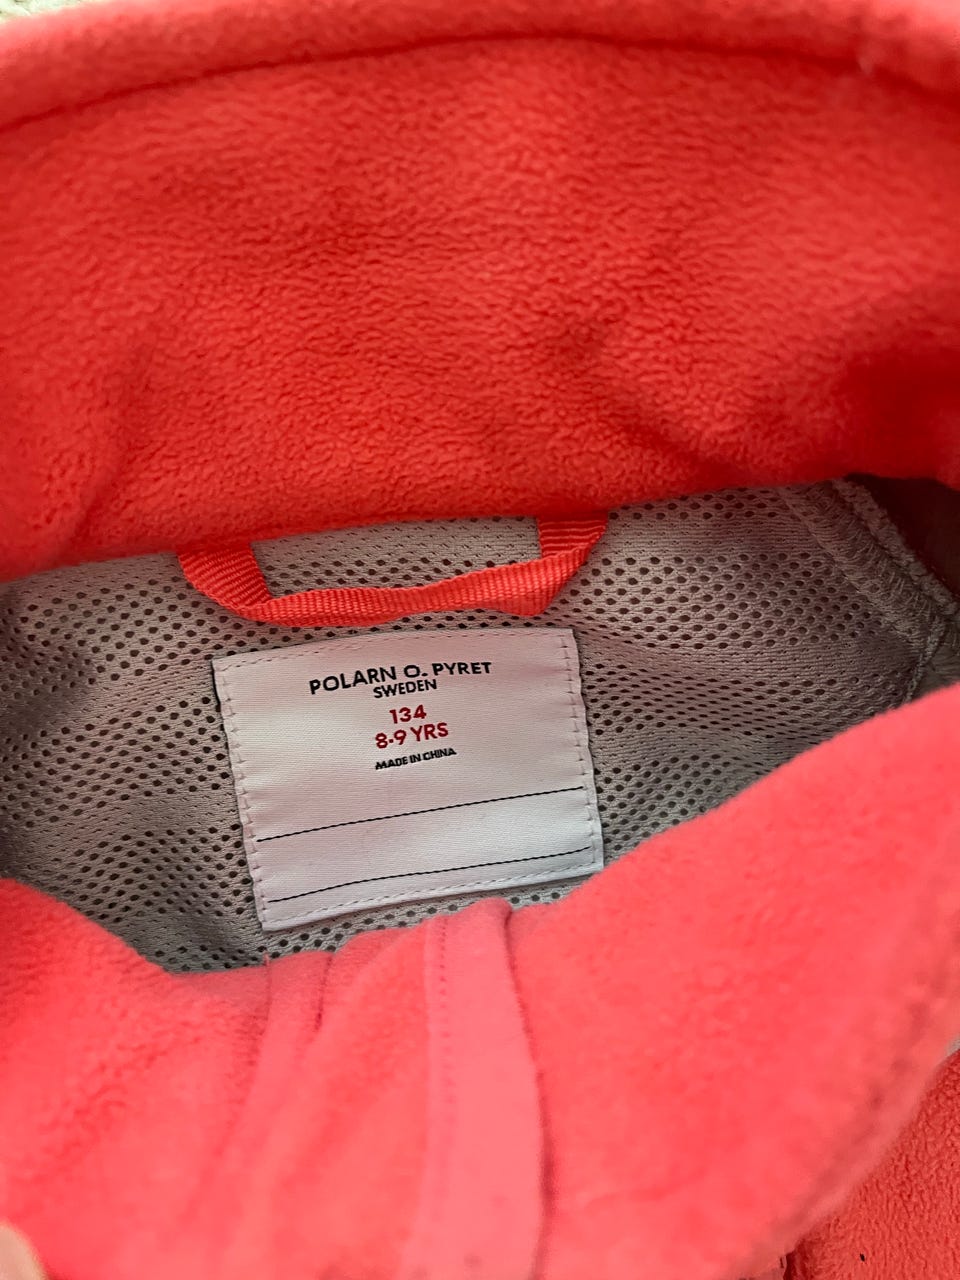 POLARN O. PYRET
SWEDEN
134
8-9 YRS
MADE IN CHINA